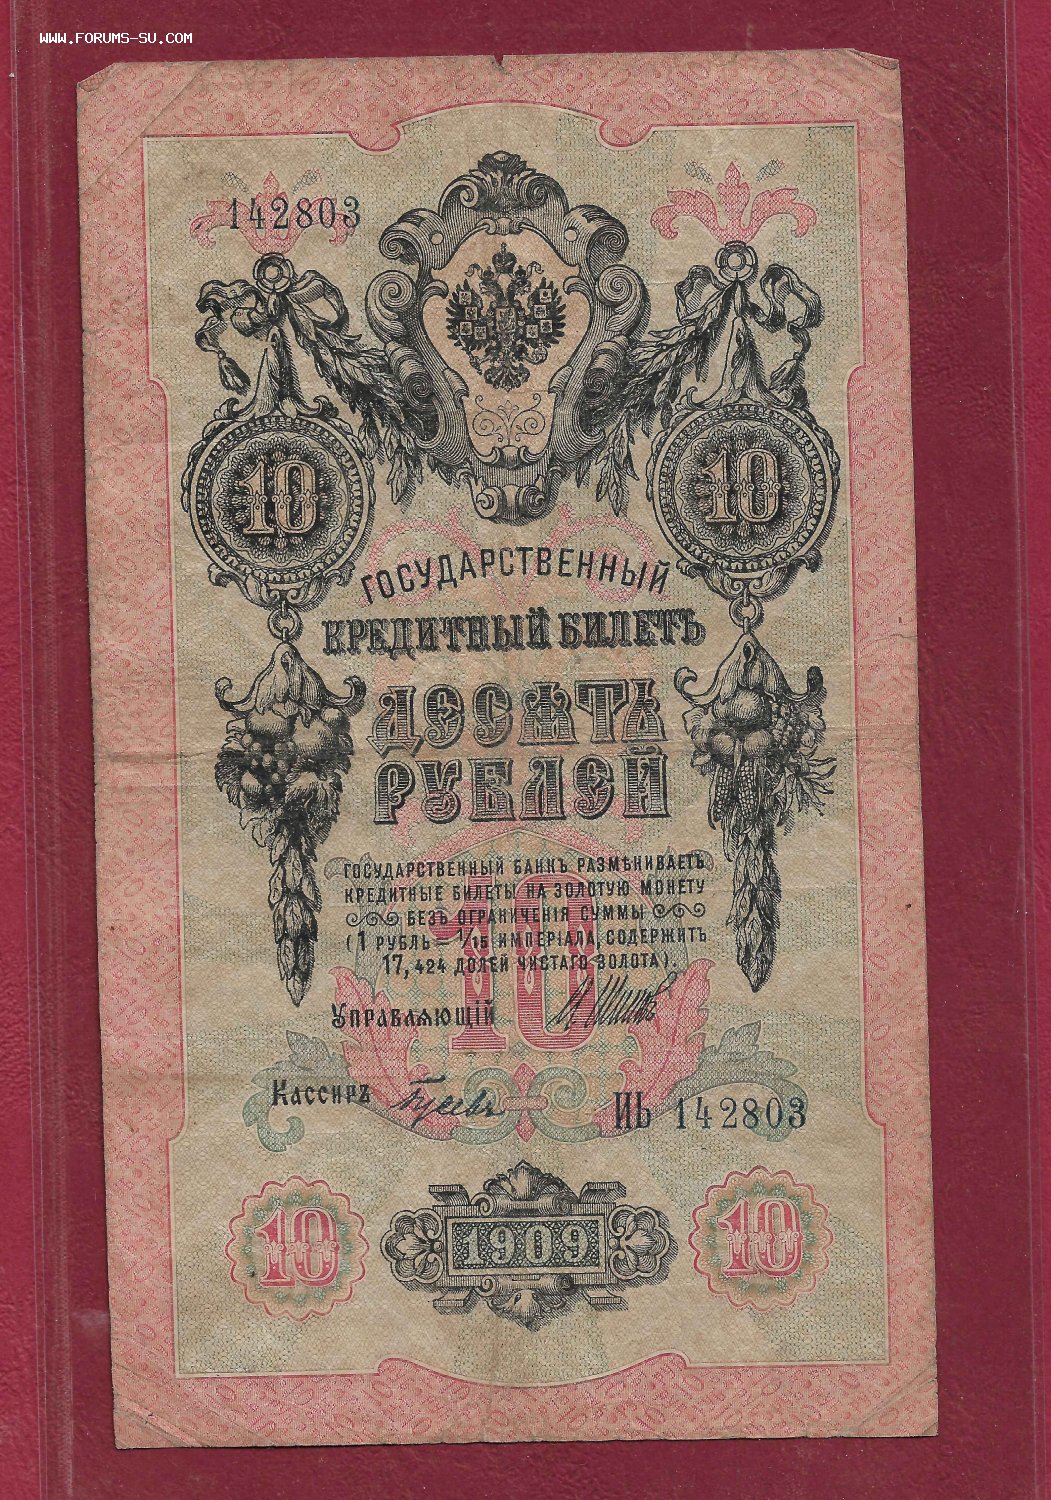 WWW.FORUMS-SU.COM
142803
10 10
ГОСУДАРСТВЕННЫЙ
КРЕДИТНЫЙ БИЛЕТЪ
ДЕСЯТЬ
РУБЛЕЙ
10
ГОСУДАРСТВЕННЫЙ БАНКЪ РАЗМѢНИВАЕТЪ
КРЕДИТНЫЕ БИЛЕТЫ НА ЗОЛОТУЮ МОНЕТУ
БЕЗЪ ОГРАНИЧЕНІЯ СУММЫ
(1 РУБЛЬ = 1/15 ИМПЕРІАЛА, СОДЕРЖИТЪ
17,424 ДОЛЕЙ ЧИСТАГО ЗОЛОТА).
УПРАВЛЯЮЩІЙ И Шиповъ
КАССИРЪ Гусевъ
ИЬ 142803
10 1909 10